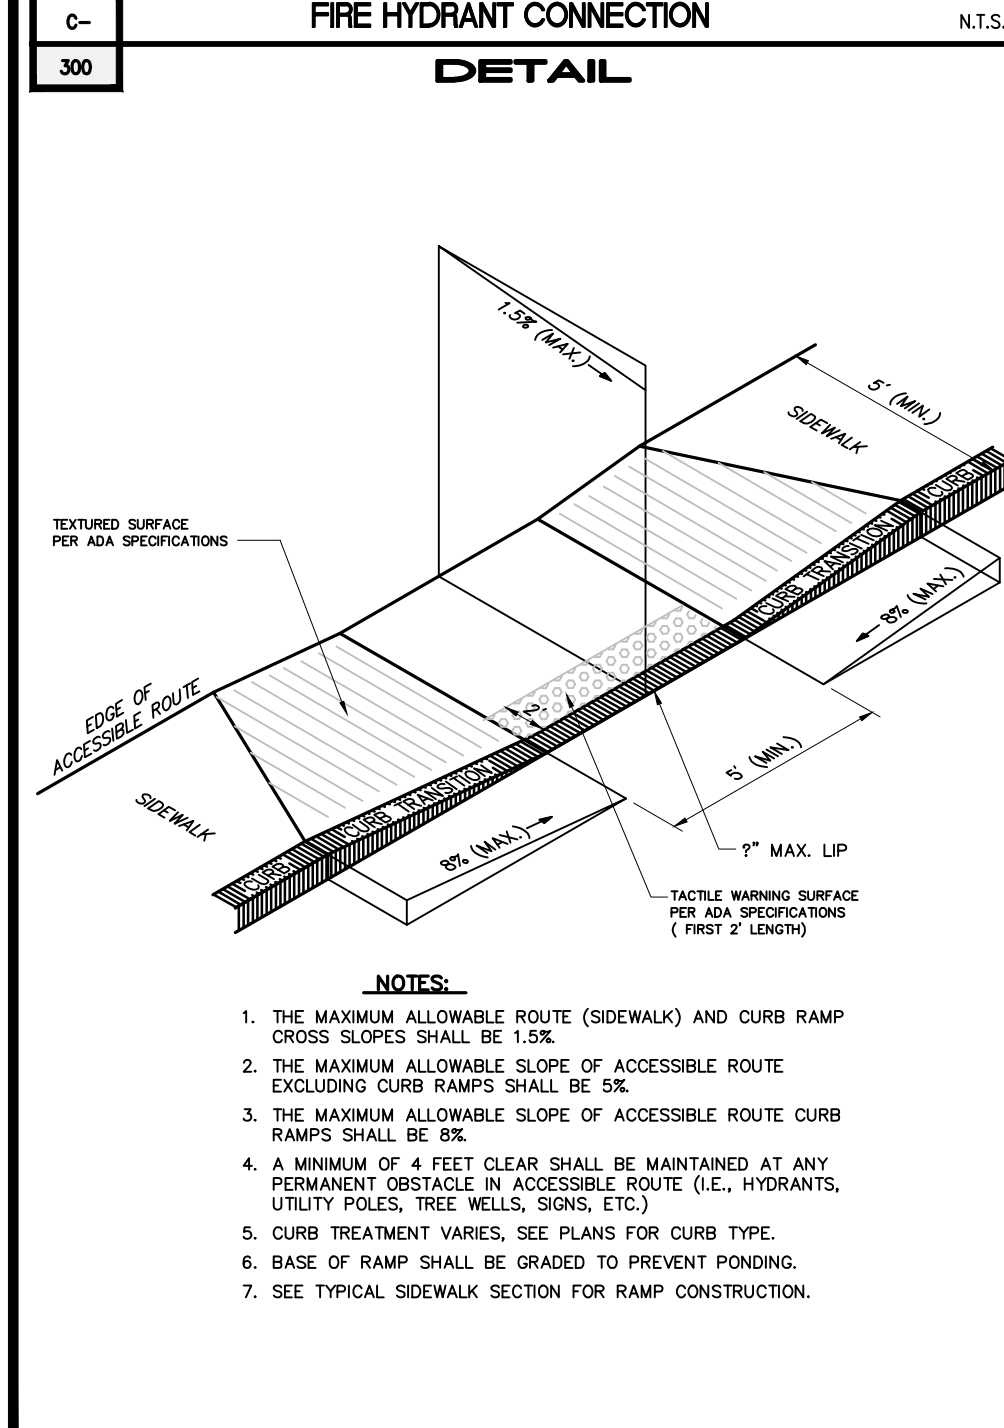 C-
FIRE HYDRANT CONNECTION
N.T.S.
300
DETAIL
1.5% (MAX.)
5' (MIN.)
SIDEWALK
CURB
TEXTURED SURFACE
PER ADA SPECIFICATIONS
CURB TRANSITION
8% (MAX.)
EDGE OF
ACCESSIBLE ROUTE
2'
5' (MIN.)
CURB TRANSITION
SIDEWALK
8% (MAX.)
?" MAX. LIP
CURB
TACTILE WARNING SURFACE
PER ADA SPECIFICATIONS
( FIRST 2' LENGTH)
NOTES:
1. THE MAXIMUM ALLOWABLE ROUTE (SIDEWALK) AND CURB RAMP
CROSS SLOPES SHALL BE 1.5%.
2. THE MAXIMUM ALLOWABLE SLOPE OF ACCESSIBLE ROUTE
EXCLUDING CURB RAMPS SHALL BE 5%.
3. THE MAXIMUM ALLOWABLE SLOPE OF ACCESSIBLE ROUTE CURB
RAMPS SHALL BE 8%.
4. A MINIMUM OF 4 FEET CLEAR SHALL BE MAINTAINED AT ANY
PERMANENT OBSTACLE IN ACCESSIBLE ROUTE (I.E., HYDRANTS,
UTILITY POLES, TREE WELLS, SIGNS, ETC.)
5. CURB TREATMENT VARIES, SEE PLANS FOR CURB TYPE.
6. BASE OF RAMP SHALL BE GRADED TO PREVENT PONDING.
7. SEE TYPICAL SIDEWALK SECTION FOR RAMP CONSTRUCTION.